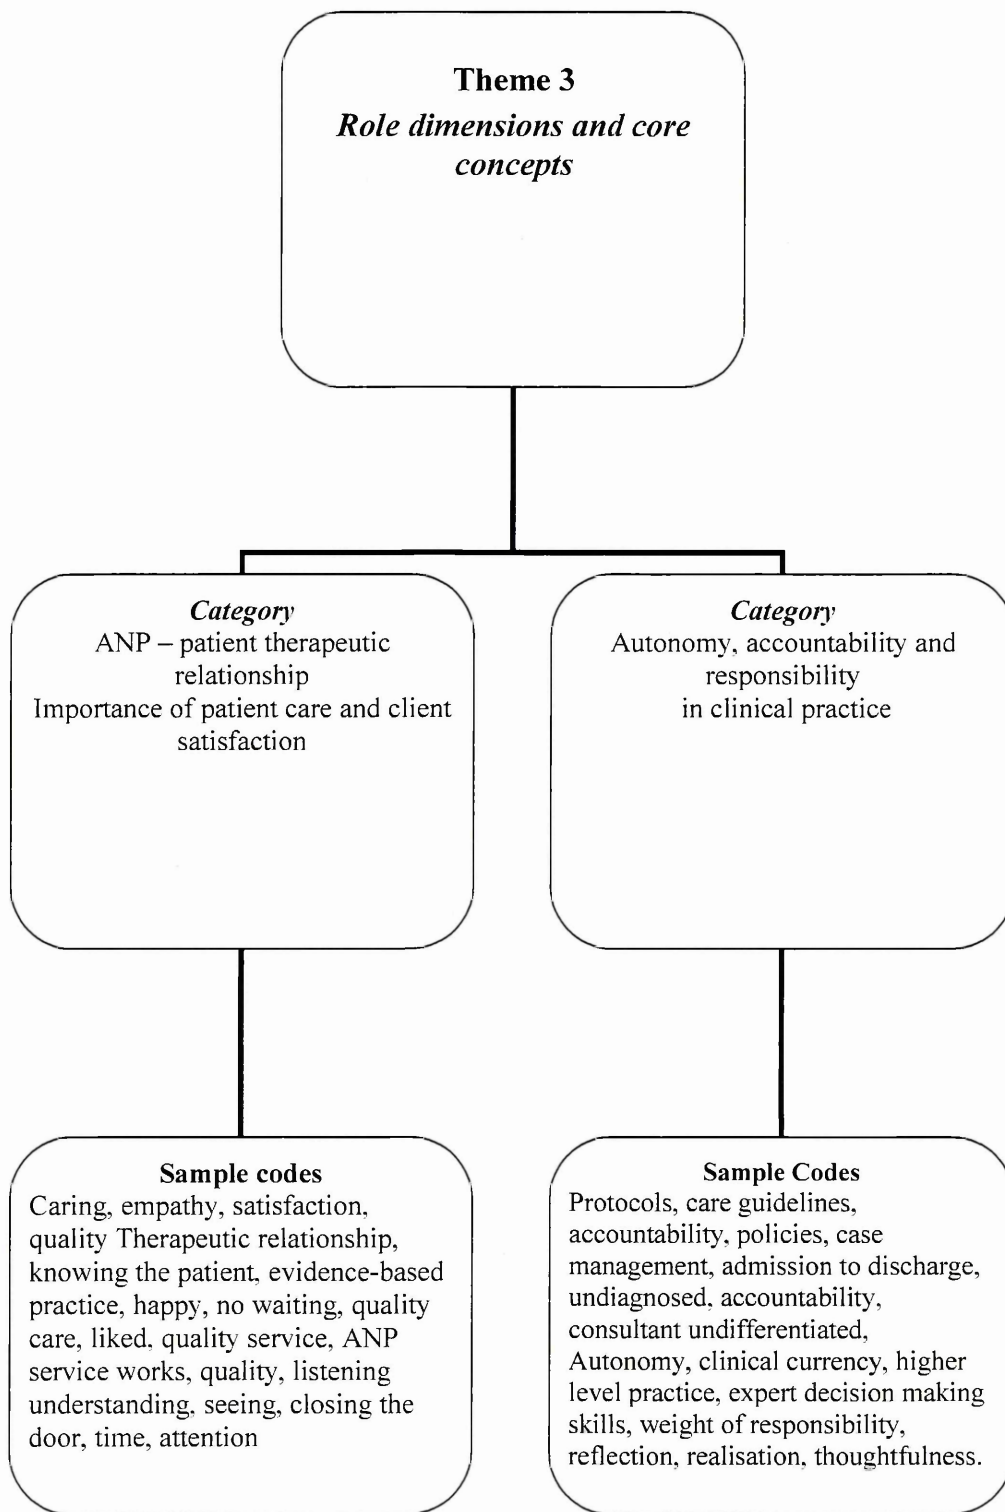 Theme 3
Role dimensions and core
concepts
Category
ANP – patient therapeutic
relationship
Importance of patient care and client
satisfaction
Category
Autonomy, accountability and
responsibility
in clinical practice
Sample codes
Caring, empathy, satisfaction,
quality Therapeutic relationship,
knowing the patient, evidence-based
practice, happy, no waiting, quality
care, liked, quality service, ANP
service works, quality, listening
understanding, seeing, closing the
door, time, attention
Sample Codes
Protocols, care guidelines,
accountability, policies, case
management, admission to discharge,
undiagnosed, accountability,
consultant undifferentiated,
Autonomy, clinical currency, higher
level practice, expert decision making
skills, weight of responsibility,
reflection, realisation, thoughtfulness.